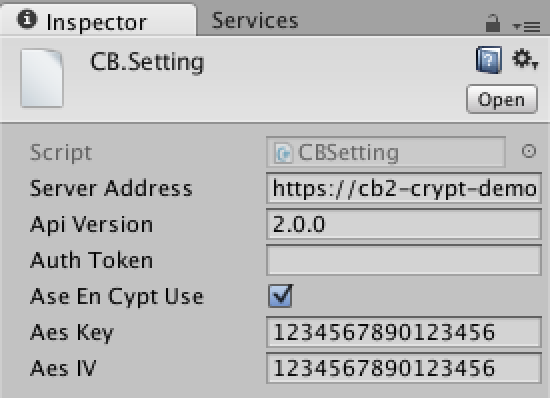 Inspector Services
CB.Setting
Open
Script CBSetting
Server Address https://cb2-crypt-demo
Api Version 2.0.0
Auth Token
Ase En Cypt Use
Aes Key 1234567890123456
Aes IV 1234567890123456